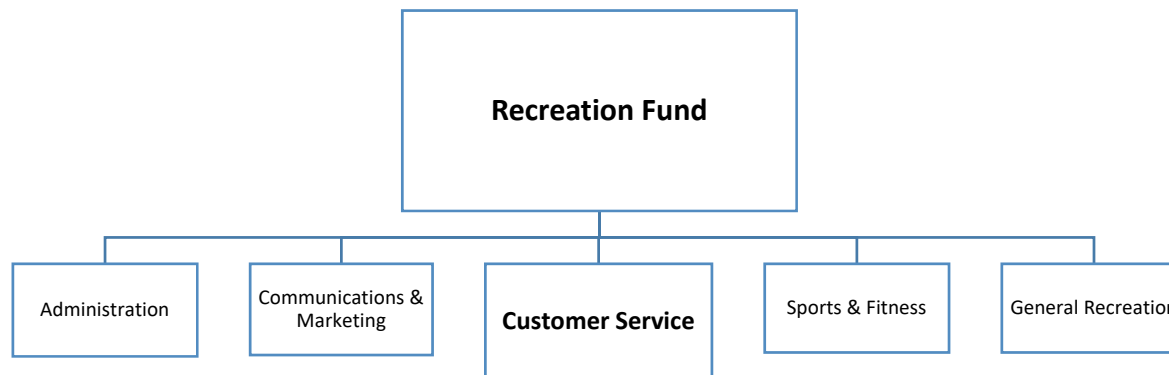 Recreation Fund
Administration
Communications &
Marketing
Customer Service
Sports & Fitness
General Recreation